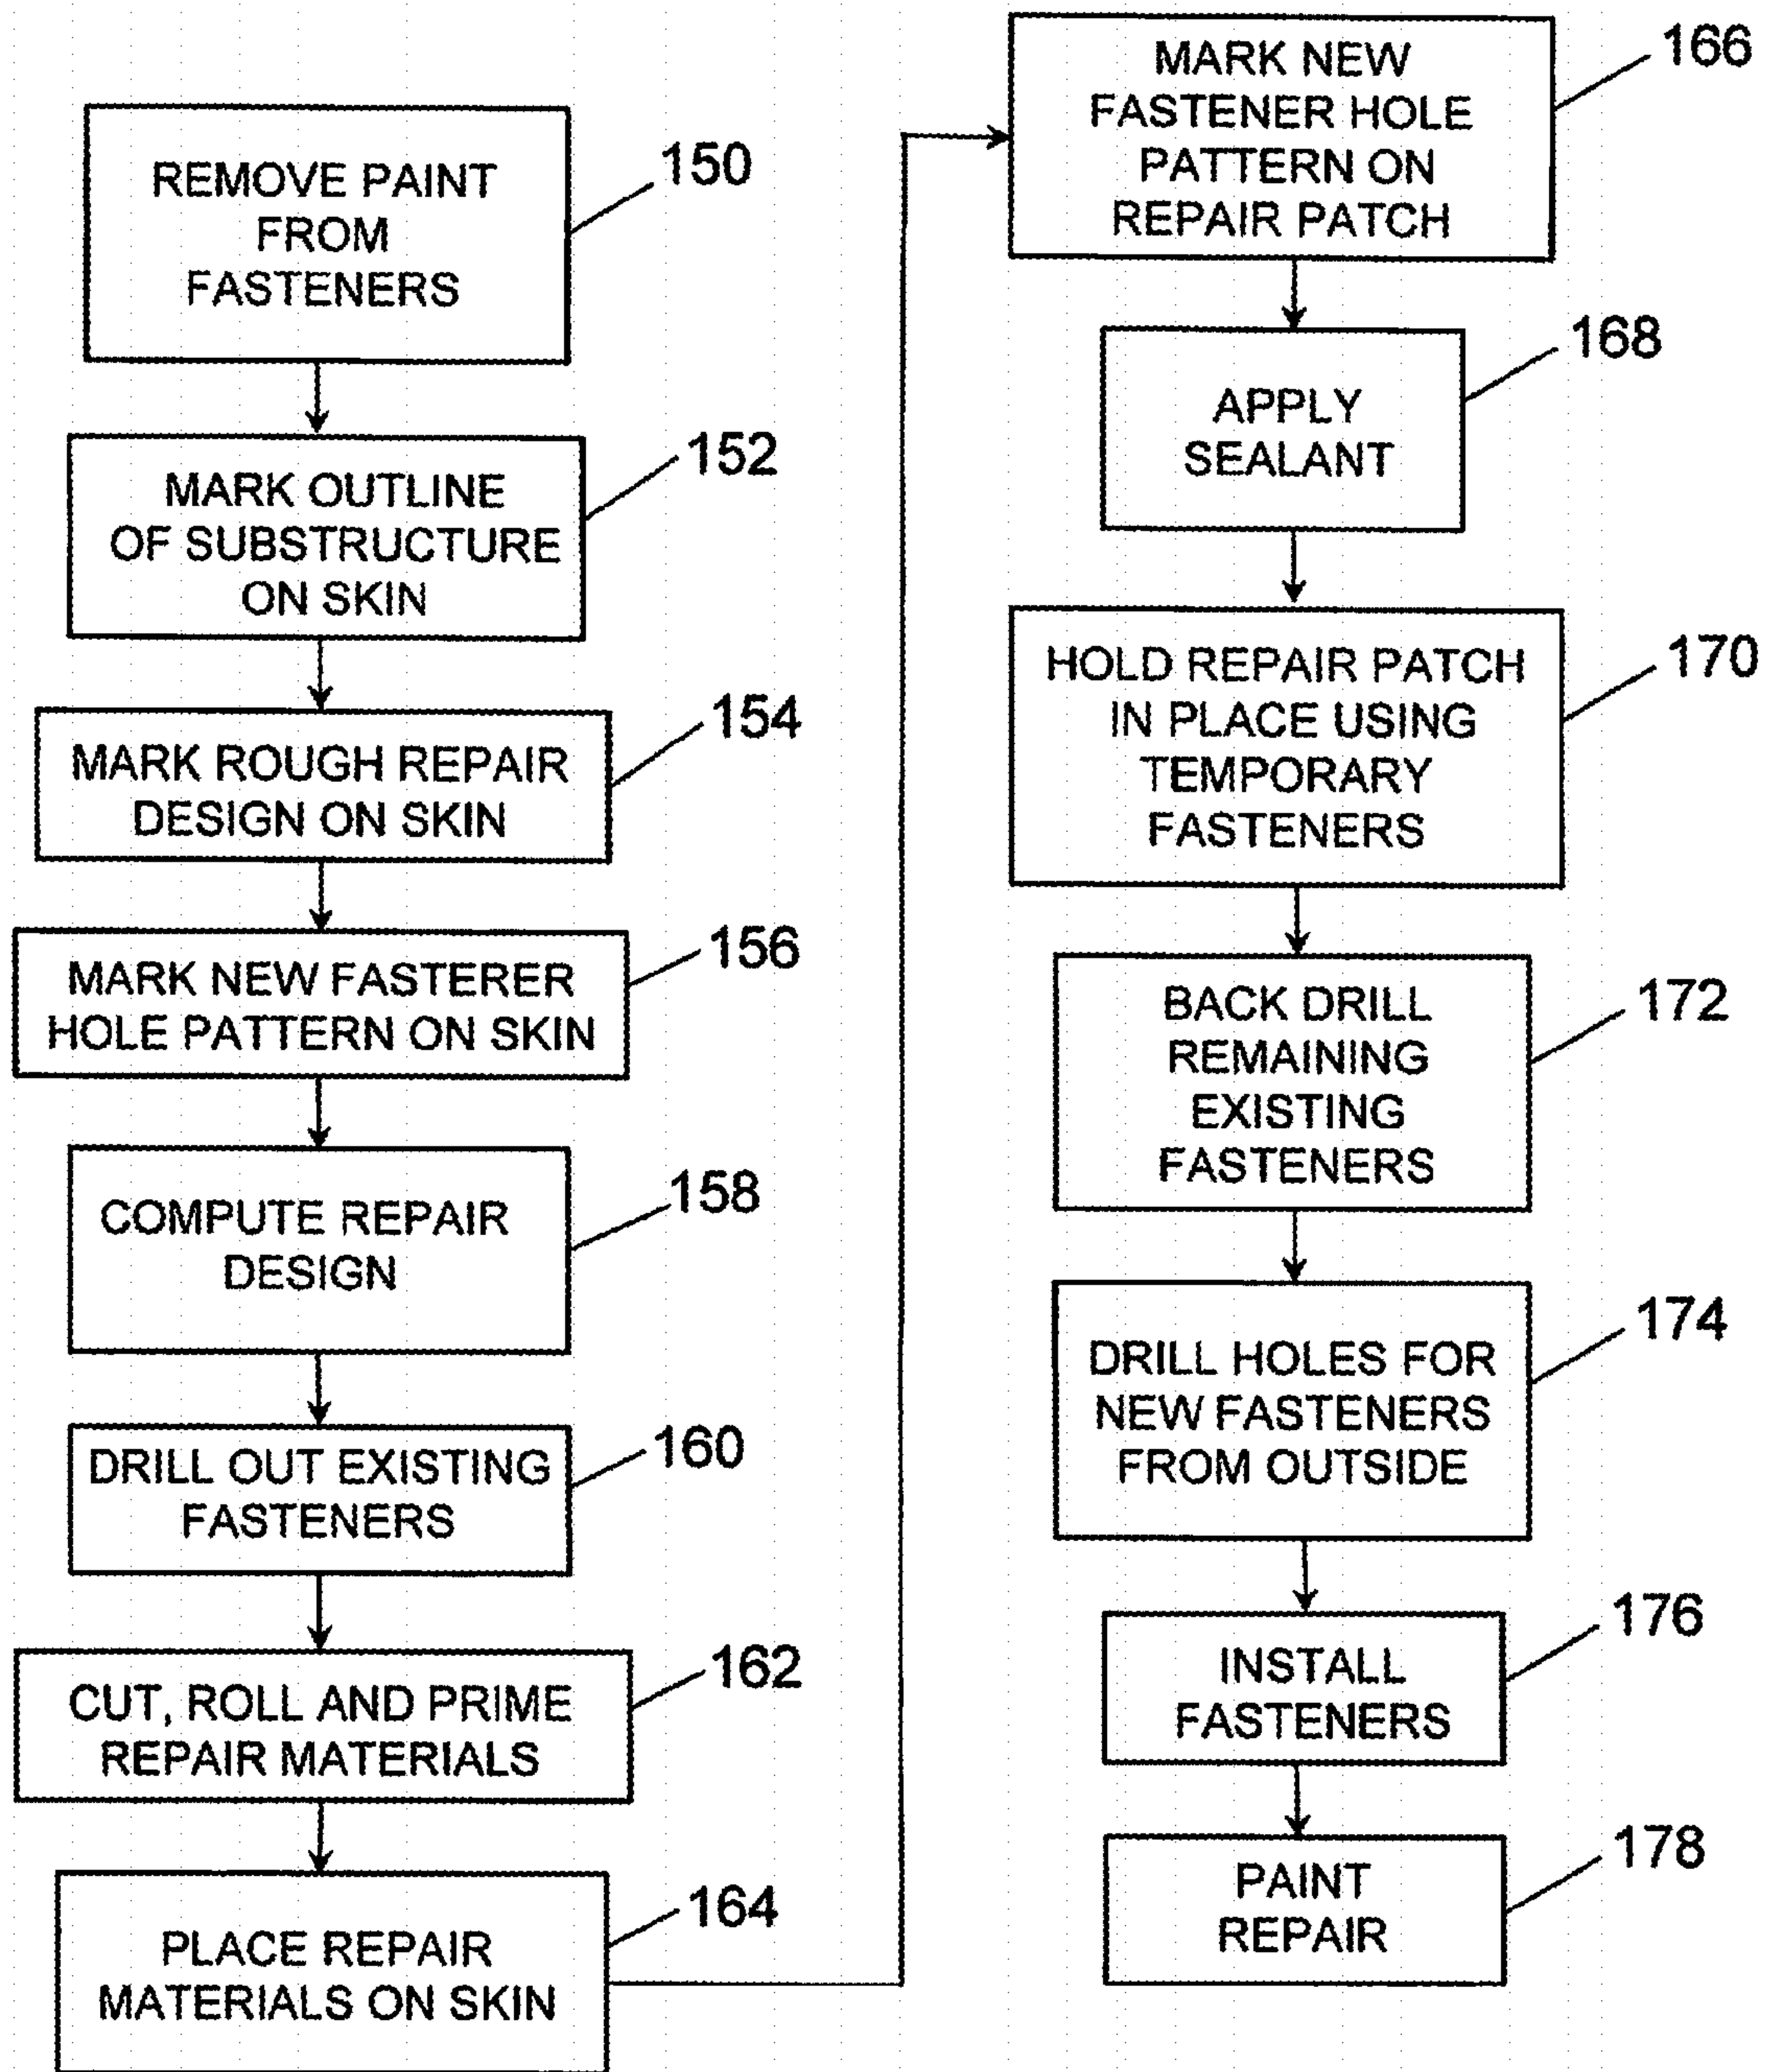 REMOVE PAINT
FROM
FASTENERS
150
MARK OUTLINE
OF SUBSTRUCTURE
ON SKIN
152
MARK ROUGH REPAIR
DESIGN ON SKIN
154
MARK NEW FASTERER
HOLE PATTERN ON SKIN
156
COMPUTE REPAIR
DESIGN
158
DRILL OUT EXISTING
FASTENERS
160
CUT, ROLL AND PRIME
REPAIR MATERIALS
162
PLACE REPAIR
MATERIALS ON SKIN
164
MARK NEW
FASTENER HOLE
PATTERN ON
REPAIR PATCH
166
APPLY
SEALANT
168
HOLD REPAIR PATCH
IN PLACE USING
TEMPORARY
FASTENERS
170
BACK DRILL
REMAINING
EXISTING
FASTENERS
172
DRILL HOLES FOR
NEW FASTENERS
FROM OUTSIDE
174
INSTALL
FASTENERS
176
PAINT
REPAIR
178